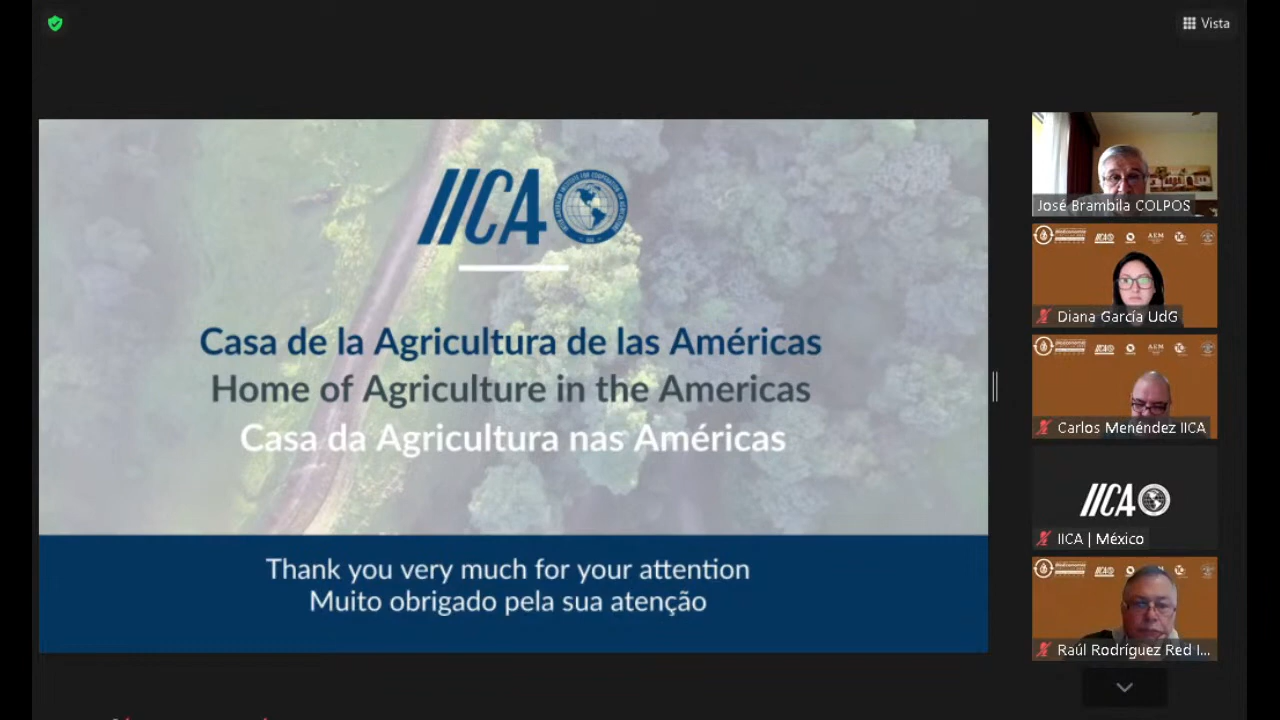 Vista
IICA
Casa de la Agricultura de las Américas
Home of Agriculture in the Americas
Casa da Agricultura nas Américas
Thank you very much for your attention
Muito obrigado pela sua atenção
José Brambila COLPOS
Diana García UdG
Carlos Menéndez IICA
IICA
IICA | México
Raúl Rodríguez Red I...